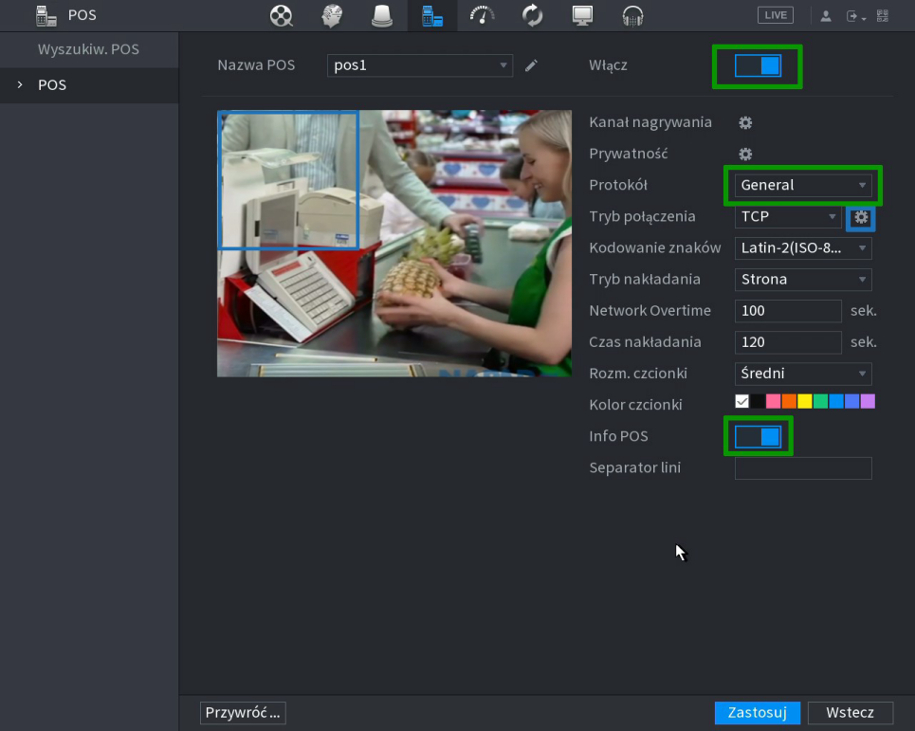 POS
LIVE
Wyszukiw. POS
POS
Nazwa POS pos1 Włącz
Kanał nagrywania
Prywatność
Protokół General
Tryb połączenia TCP
Kodowanie znaków Latin-2(ISO-8...
Tryb nakładania Strona
Network Overtime 100 sek.
Czas nakładania 120 sek.
Rozm. czcionki Średni
Kolor czcionki
Info POS
Separator lini
Przywróć ... Zastosuj Wstecz